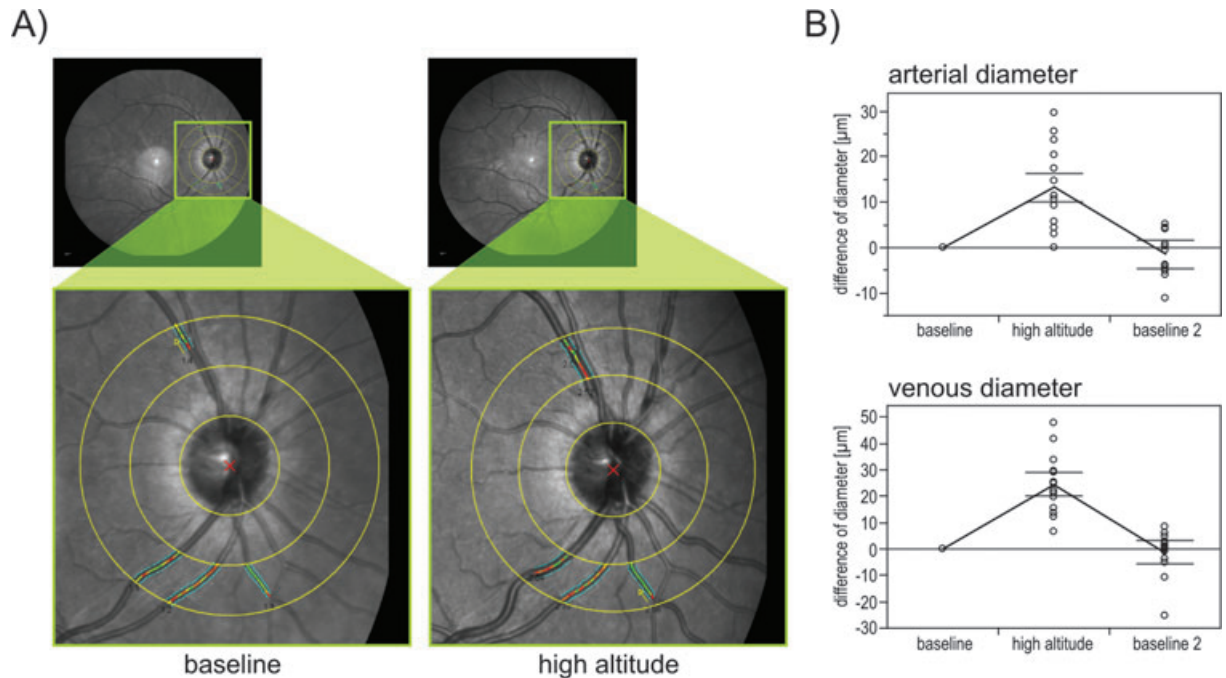 A)
baseline
high altitude
B)
arterial diameter
difference of diameter [µm]
30
20
10
0
-10
baseline
high altitude
baseline 2
venous diameter
difference of diameter [µm]
50
40
30
20
10
0
-10
-20
-30
baseline
high altitude
baseline 2